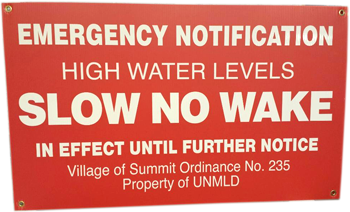 EMERGENCY NOTIFICATION
HIGH WATER LEVELS
SLOW NO WAKE
IN EFFECT UNTIL FURTHER NOTICE
Village of Summit Ordinance No. 235
Property of UNMLD